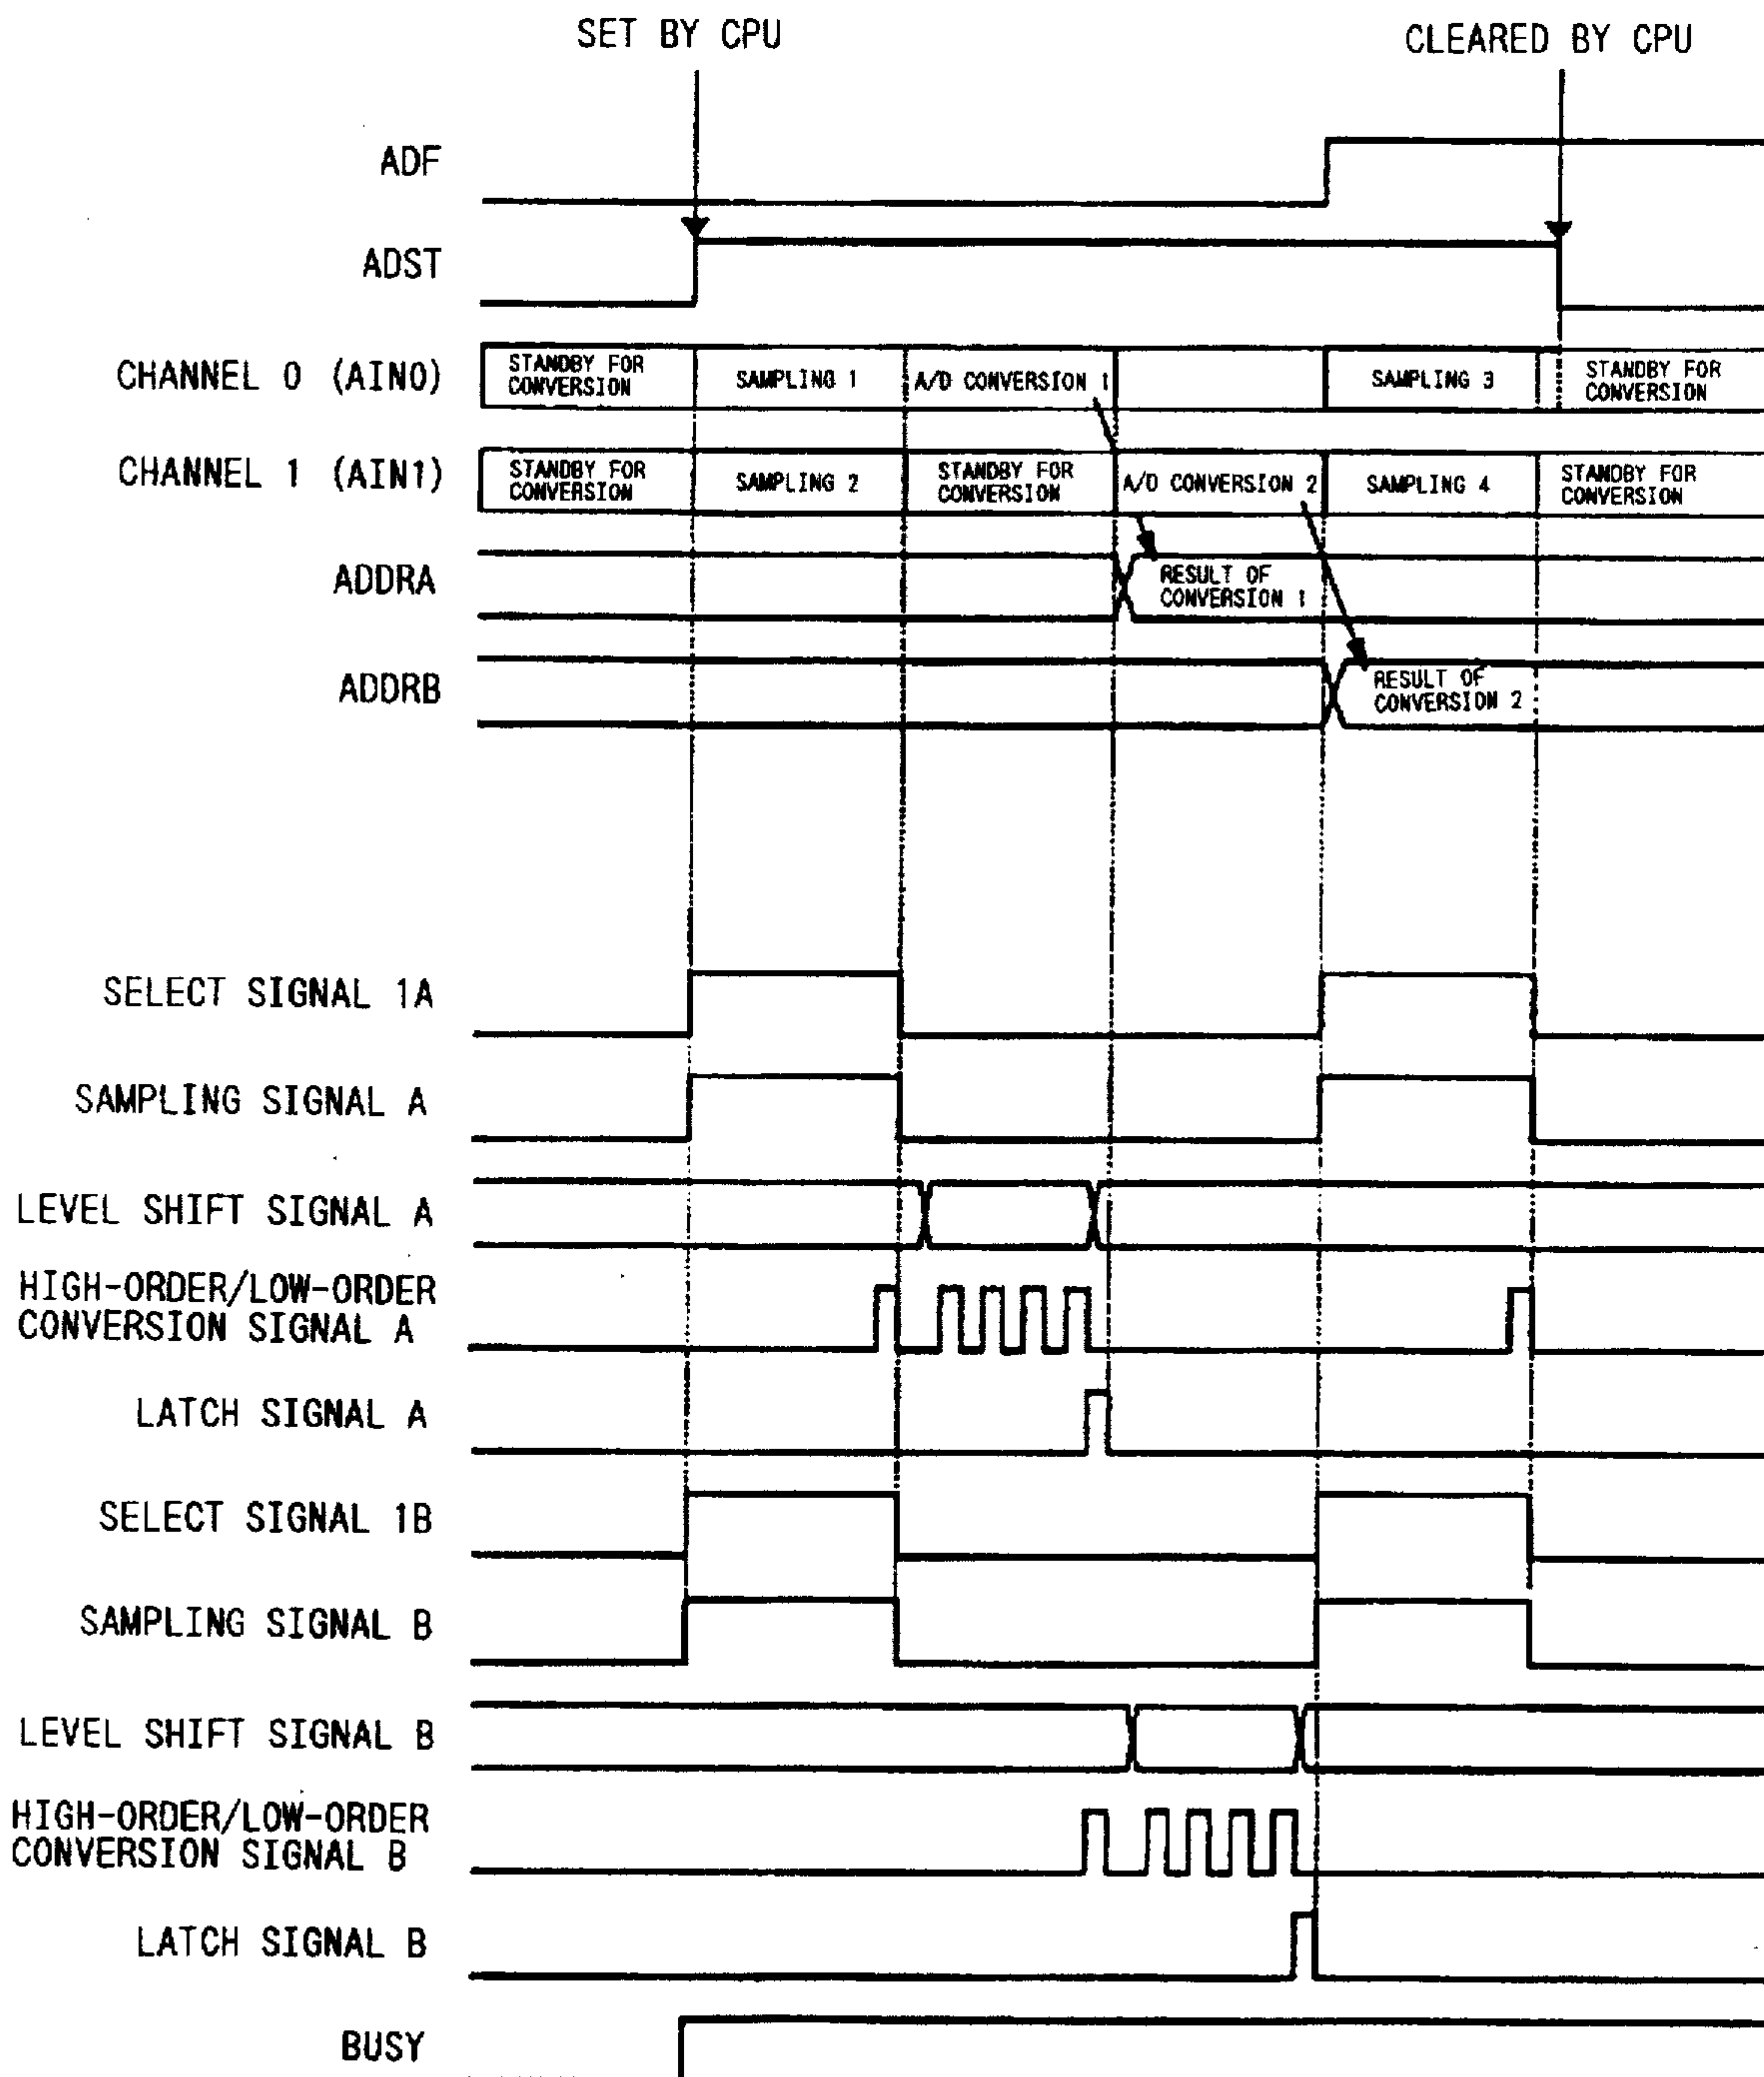 SET BY CPU
CLEARED BY CPU
ADF
ADST
CHANNEL 0 (AIN0)
STANDBY FOR
CONVERSION
SAMPLING 1
A/D CONVERSION 1
SAMPLING 3
STANDBY FOR
CONVERSION
CHANNEL 1 (AIN1)
STANDBY FOR
CONVERSION
SAMPLING 2
STANDBY FOR
CONVERSION
A/D CONVERSION 2
SAMPLING 4
STANDBY FOR
CONVERSION
ADDRA
RESULT OF
CONVERSION 1
ADDRB
RESULT OF
CONVERSION 2
SELECT SIGNAL 1A
SAMPLING SIGNAL A
LEVEL SHIFT SIGNAL A
HIGH-ORDER/LOW-ORDER
CONVERSION SIGNAL A
LATCH SIGNAL A
SELECT SIGNAL 1B
SAMPLING SIGNAL B
LEVEL SHIFT SIGNAL B
HIGH-ORDER/LOW-ORDER
CONVERSION SIGNAL B
LATCH SIGNAL B
BUSY